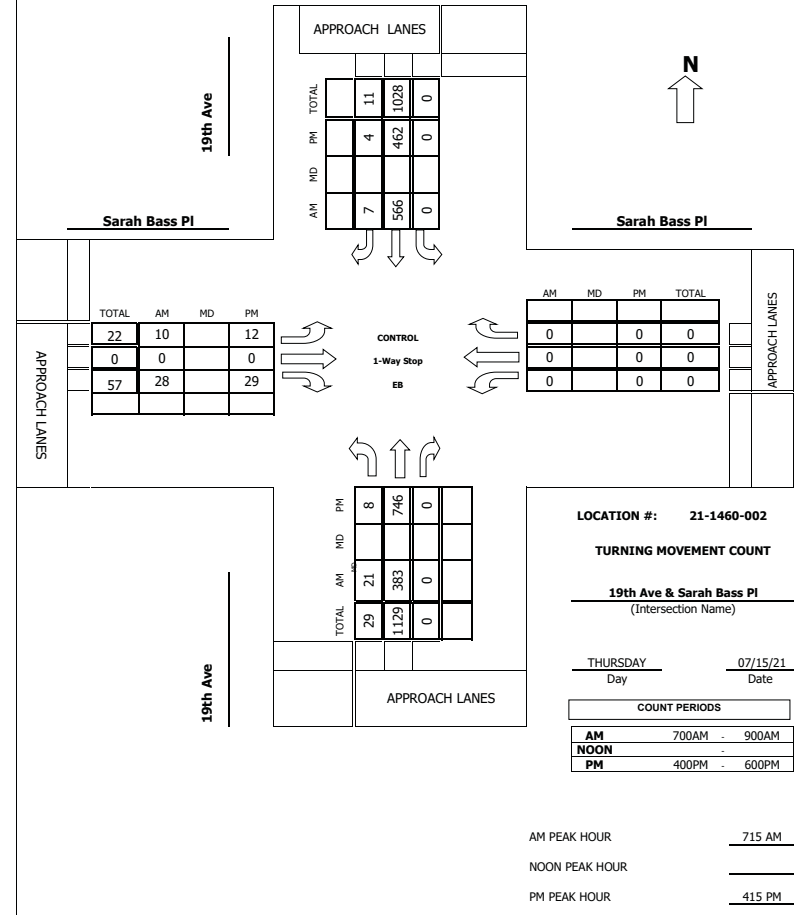 APPROACH LANES
N
19th Ave
TOTAL 11 1028 0
PM 4 462 0
MD
AM 7 566 0
Sarah Bass Pl
Sarah Bass Pl
TOTAL AM MD PM
22 10 12
0 0 0
57 28 29
APPROACH LANES
CONTROL
1-Way Stop
EB
AM MD PM TOTAL
0 0 0
0 0 0
0 0 0
APPROACH LANES
PM 8 746 0
MD
MD
AM 21 383 0
TOTAL 29 1129 0
APPROACH LANES
19th Ave
LOCATION #: 21-1460-002
TURNING MOVEMENT COUNT
19th Ave & Sarah Bass Pl
(Intersection Name)
THURSDAY 07/15/21
Day Date
COUNT PERIODS
AM 700AM - 900AM
NOON -
PM 400PM - 600PM
AM PEAK HOUR 715 AM
NOON PEAK HOUR
PM PEAK HOUR 415 PM